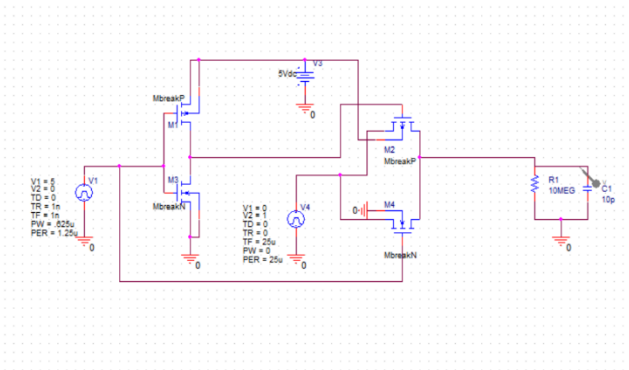 V3
5Vdc
0
MbreakP
M1
M3
MbreakN
0
V1
V1 = 5
V2 = 0
TD = 0
TR = 1n
TF = 1n
PW = .625u
PER = 1.25u
0
V4
V1 = 0
V2 = 1
TD = 0
TR = 0
TF = 25u
PW = 0
PER = 25u
0
M2
MbreakP
0
M4
MbreakN
R1
10MEG
C1
10p
0